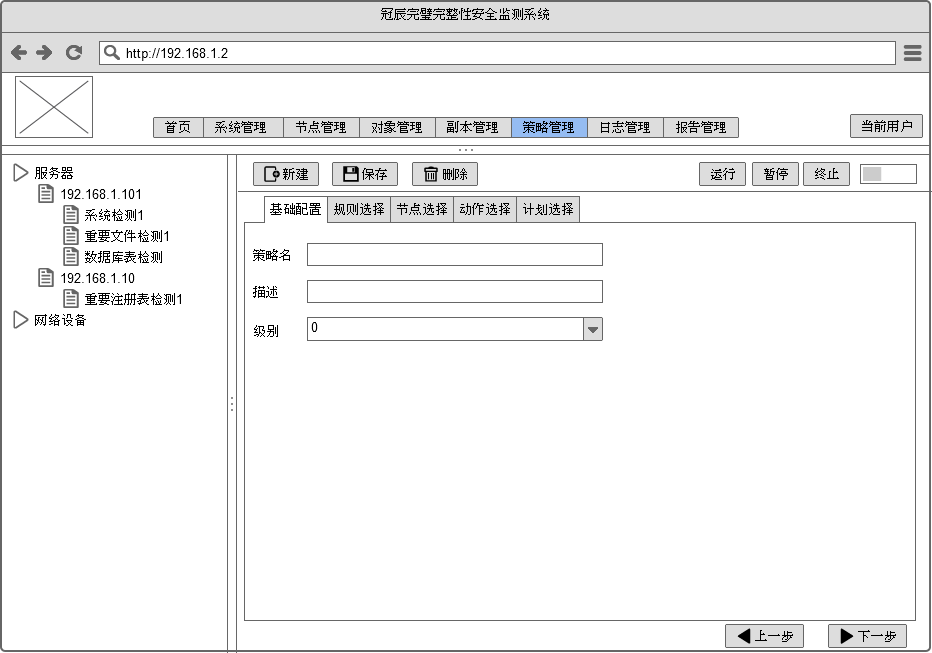 冠辰完璧完整性安全监测系统
http://192.168.1.2
首页 系统管理 节点管理 对象管理 副本管理 策略管理 日志管理 报告管理 当前用户
服务器
192.168.1.101
系统检测1
重要文件检测1
数据库表检测
192.168.1.10
重要注册表检测1
网络设备
新建 保存 删除 运行 暂停 终止
基础配置 规则选择 节点选择 动作选择 计划选择
策略名
描述
级别 0
上一步 下一步